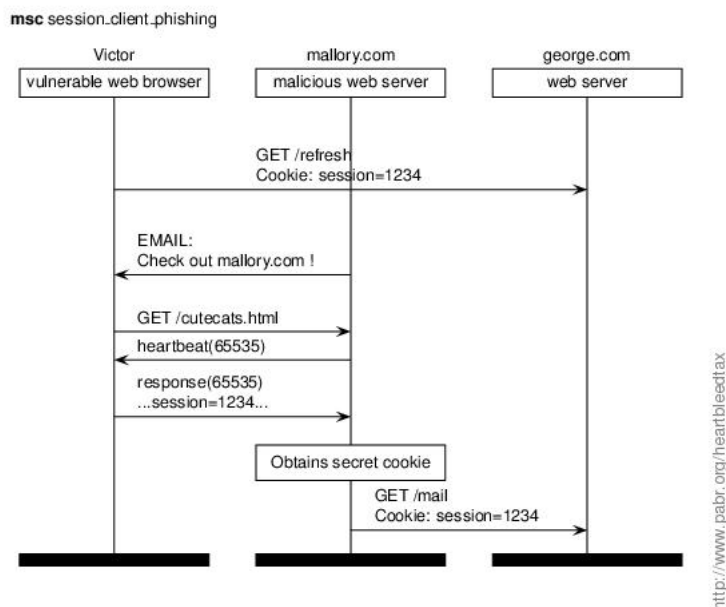 msc session_client_phishing
Victor
mallory.com
george.com
vulnerable web browser
malicious web server
web server
GET /refresh
Cookie: session=1234
EMAIL:
Check out mallory.com !
GET /cutecats.html
heartbeat(65535)
response(65535)
...session=1234...
Obtains secret cookie
GET /mail
Cookie: session=1234
http://www.pabr.org/heartbleedtax